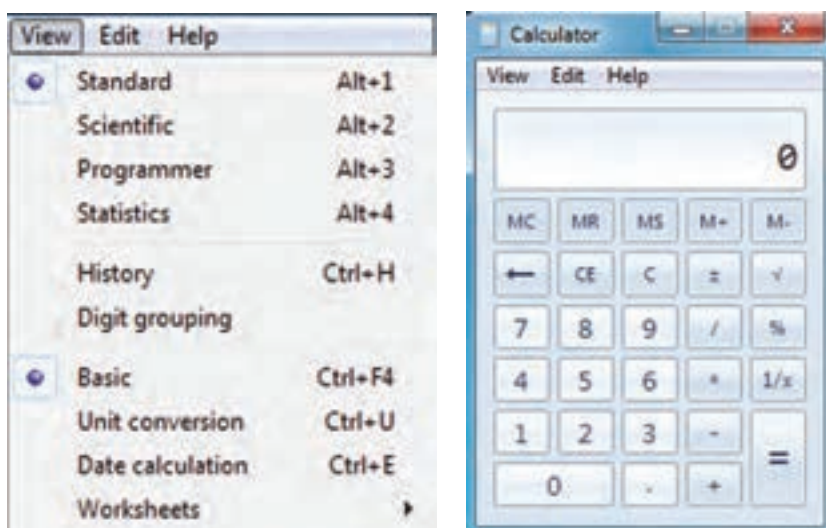 View Edit Help
Standard Alt+1
Scientific Alt+2
Programmer Alt+3
Statistics Alt+4
History Ctrl+H
Digit grouping
Basic Ctrl+F4
Unit conversion Ctrl+U
Date calculation Ctrl+E
Worksheets
Calculator
View Edit Help
0
MC MR MS M+ M-
← CE C ± √
7 8 9 / %
4 5 6 * 1/x
1 2 3 - =
0 . +